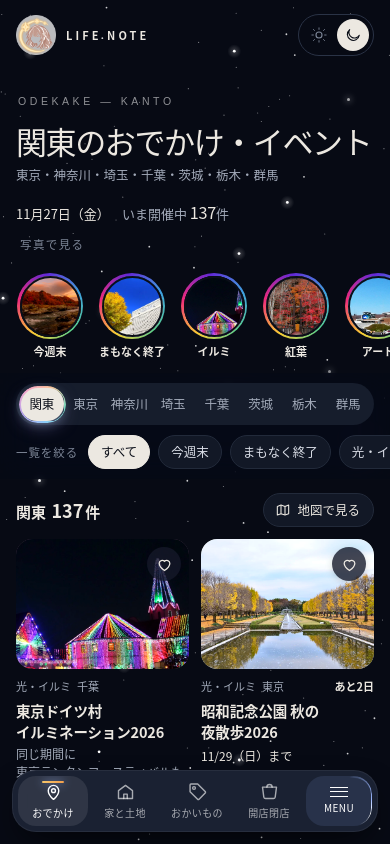 LIFE.NOTE
ODEKAKE — KANTO
関東のおでかけ・イベント
東京・神奈川・埼玉・千葉・茨城・栃木・群馬
11月27日（金） いま開催中 137件
写真で見る
今週末 まもなく終了 イルミ 紅葉 アート
関東 東京 神奈川 埼玉 千葉 茨城 栃木 群馬
一覧を絞る すべて 今週末 まもなく終了 光・イ
関東 137件 地図で見る
光・イルミ 千葉
東京ドイツ村
イルミネーション2026
同じ期間に
光・イルミ 東京 あと2日
昭和記念公園 秋の
夜散歩2026
11/29（日）まで
おでかけ 家と土地 おかいもの 開店閉店 MENU